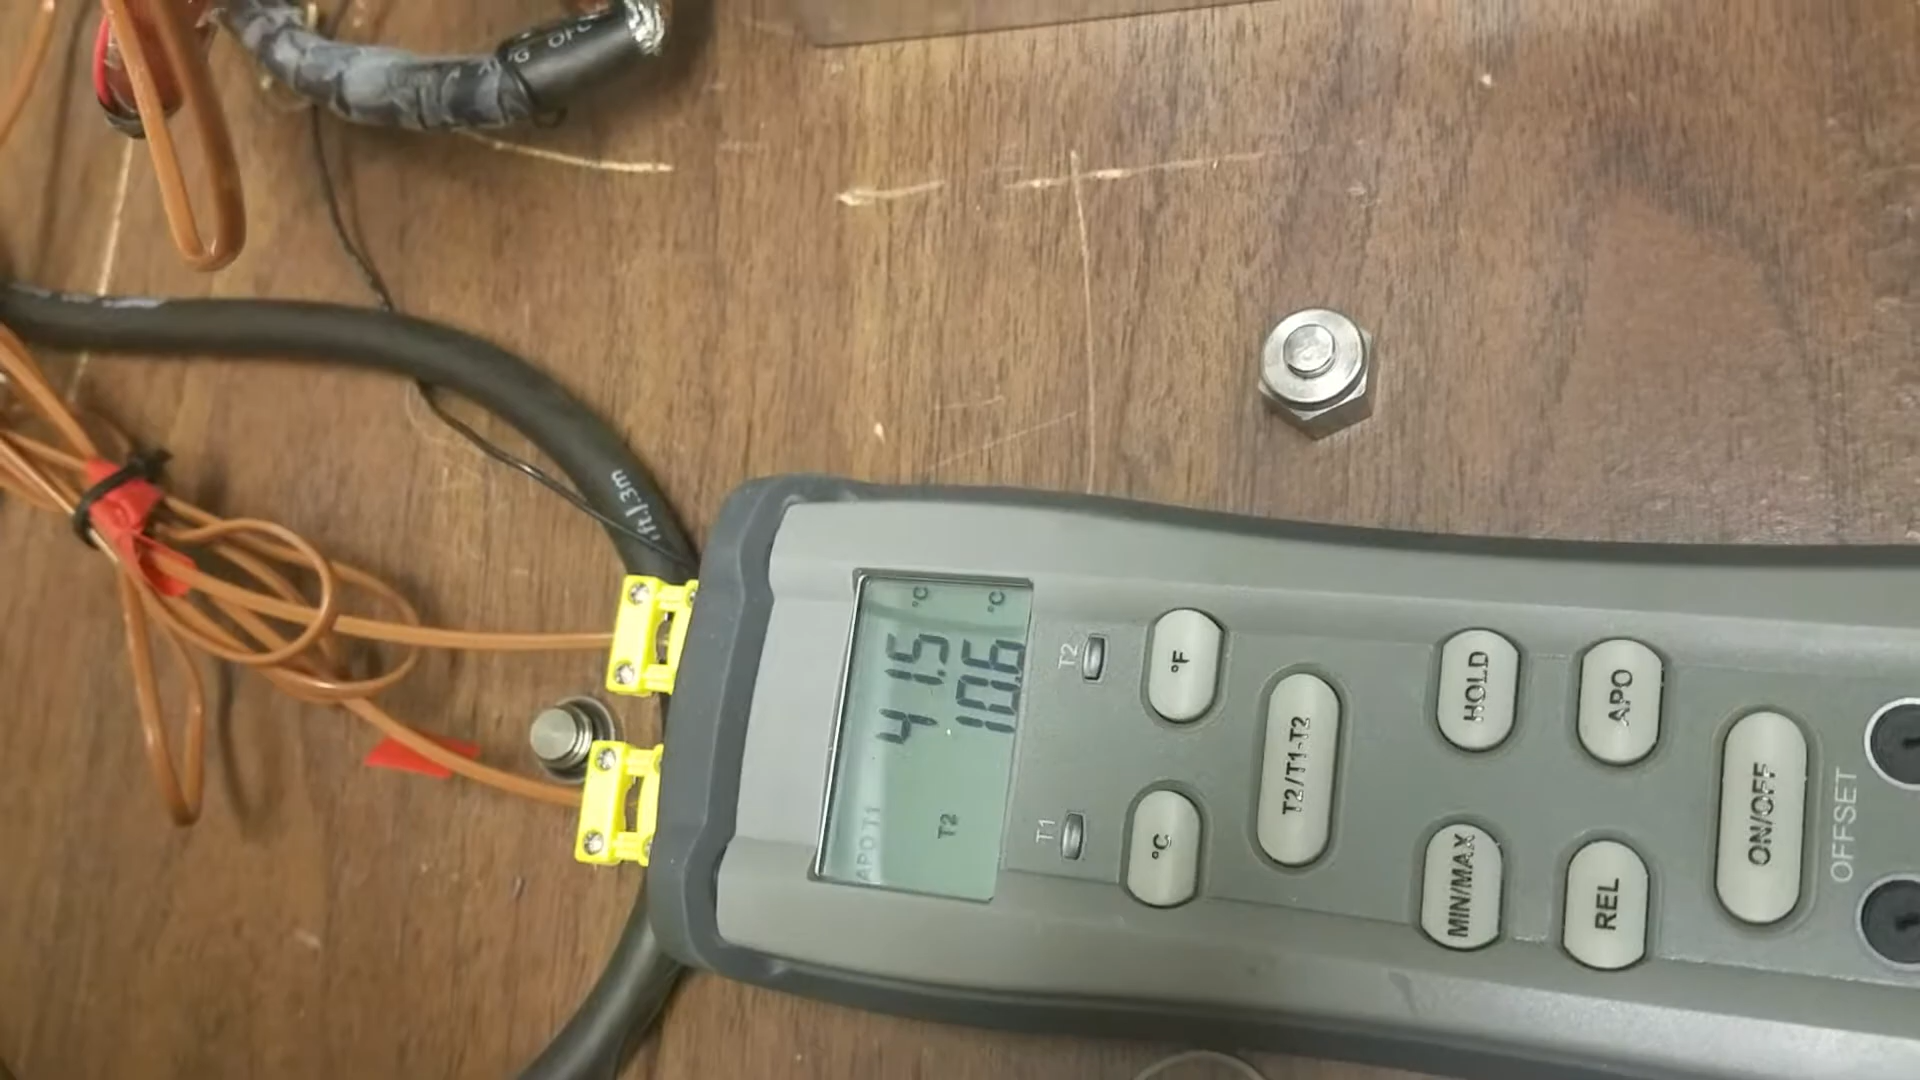 APO T1
41.5 °C
T2 10.6 °C
T1
T2
°C
°F
T2/T1-T2
MIN/MAX
HOLD
REL
APO
ON/OFF
OFFSET